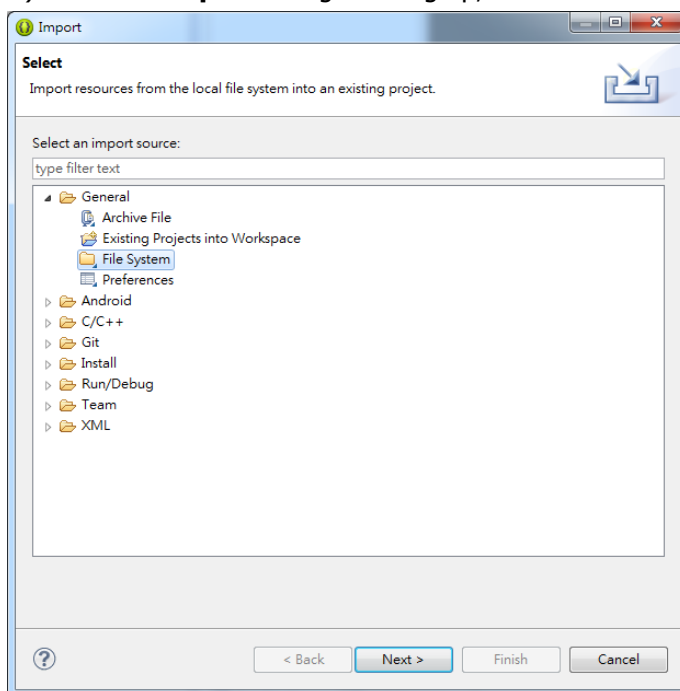 Import
Select
Import resources from the local file system into an existing project.
Select an import source:
type filter text
General
Archive File
Existing Projects into Workspace
File System
Preferences
Android
C/C++
Git
Install
Run/Debug
Team
XML
? < Back Next > Finish Cancel